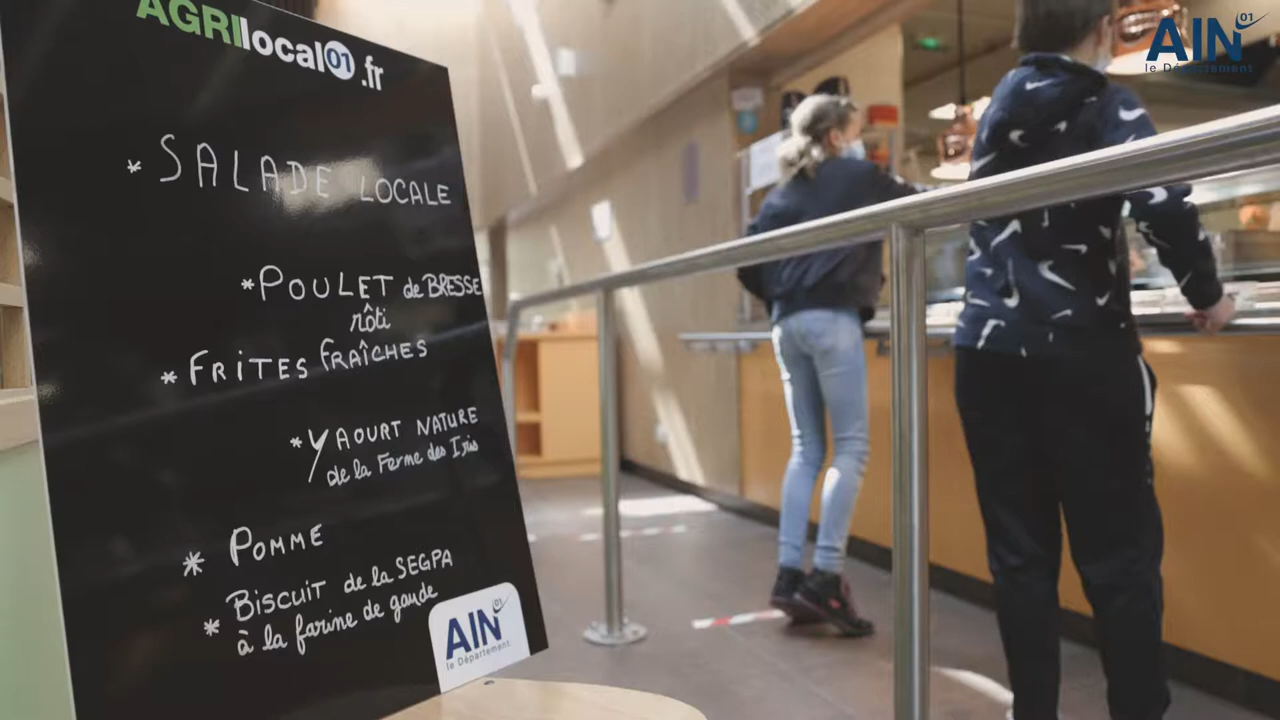 AGRIlocal01.fr
AIN 01
le Département
* SALADE LOCALE
* POULET de BRESSE
rôti
* FRITES FRAÎCHES
* YAOURT NATURE
de la Ferme des Iris
* POMME
* BISCUIT de la SEGPA
à la farine de gaude
AIN 01
le Département